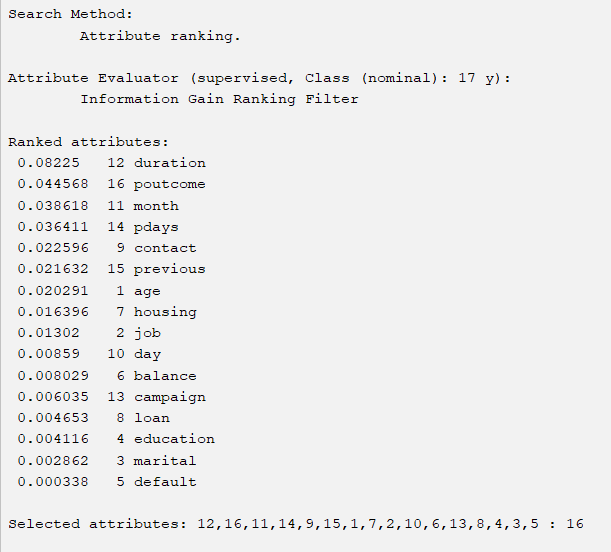 Search Method:
Attribute ranking.
Attribute Evaluator (supervised, Class (nominal): 17 y):
Information Gain Ranking Filter
Ranked attributes:
0.08225 12 duration
0.044568 16 poutcome
0.038618 11 month
0.036411 14 pdays
0.022596 9 contact
0.021632 15 previous
0.020291 1 age
0.016396 7 housing
0.01302 2 job
0.00859 10 day
0.008029 6 balance
0.006035 13 campaign
0.004653 8 loan
0.004116 4 education
0.002862 3 marital
0.000338 5 default
Selected attributes: 12,16,11,14,9,15,1,7,2,10,6,13,8,4,3,5 : 16